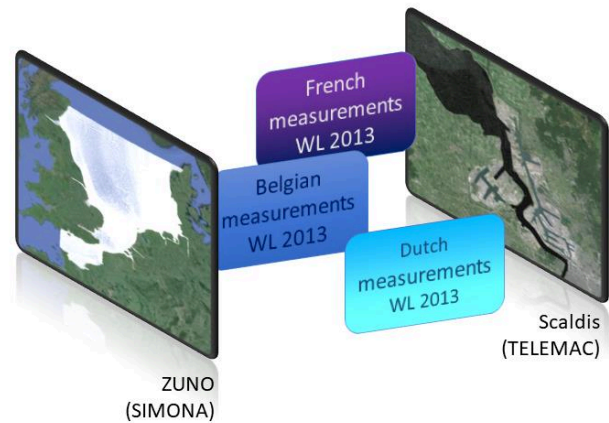 French
measurements
WL 2013
Belgian
measurements
WL 2013
Dutch
measurements
WL 2013
Scaldis
(TELEMAC)
ZUNO
(SIMONA)